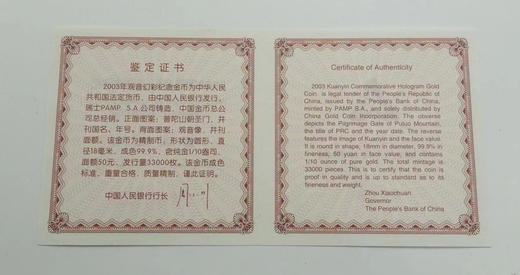 鉴定证书
2003年观音幻彩纪念金币为中华人民
共和国法定货币，由中国人民银行发行，
瑞士PAMP S.A.公司铸造，中国金币总公
司总经销。正面图案：普陀山朝圣门，并
刊国名、年号。背面图案：观音像，并刊
面额。该金币为精制币，形状为圆形，直
径18毫米，成色99.9%，含纯金1/10盎司，
面额50元，发行量33000枚。该金币成色
标准，重量合格，质量精制，谨此证明。
中国人民银行行长
Certificate of Authenticity
2003 Kuanyin Commemorative Hologram Gold
Coin, is legal tender of the People's Republic of
China, issued by the People's Bank of China,
minted by PAMP S.A., and solely distributed by
China Gold Coin Incorporation. The obverse
depicts the Pilgrimage Gate of Putuo Mountain,
the title of PRC and the year date. The reverse
features the image of Kuanyin and the face value.
It is round in shape, 18mm in diameter, 99.9% in
fineness, 50 yuan in face value, and contains
1/10 ounce of pure gold. The total mintage is
33000 pieces. This is to certify that the coin is
proof in quality and is up to standard as to its
fineness and weight.
Zhou Xiaochuan
Governor
The People's Bank of China